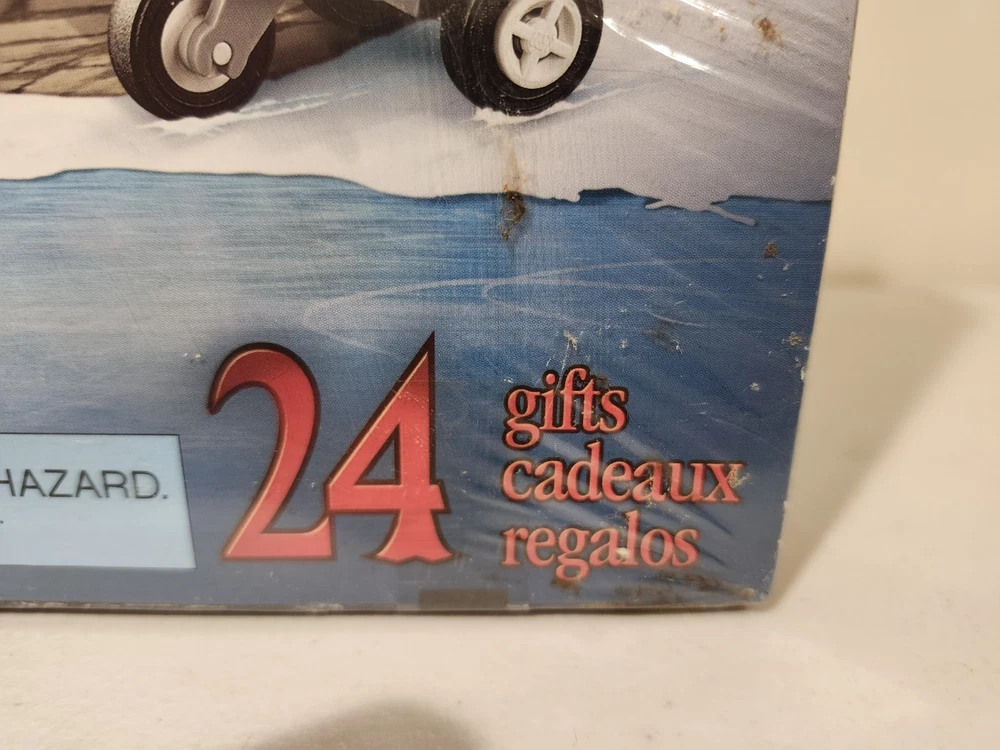 HAZARD.
24
gifts
cadeaux
regalos